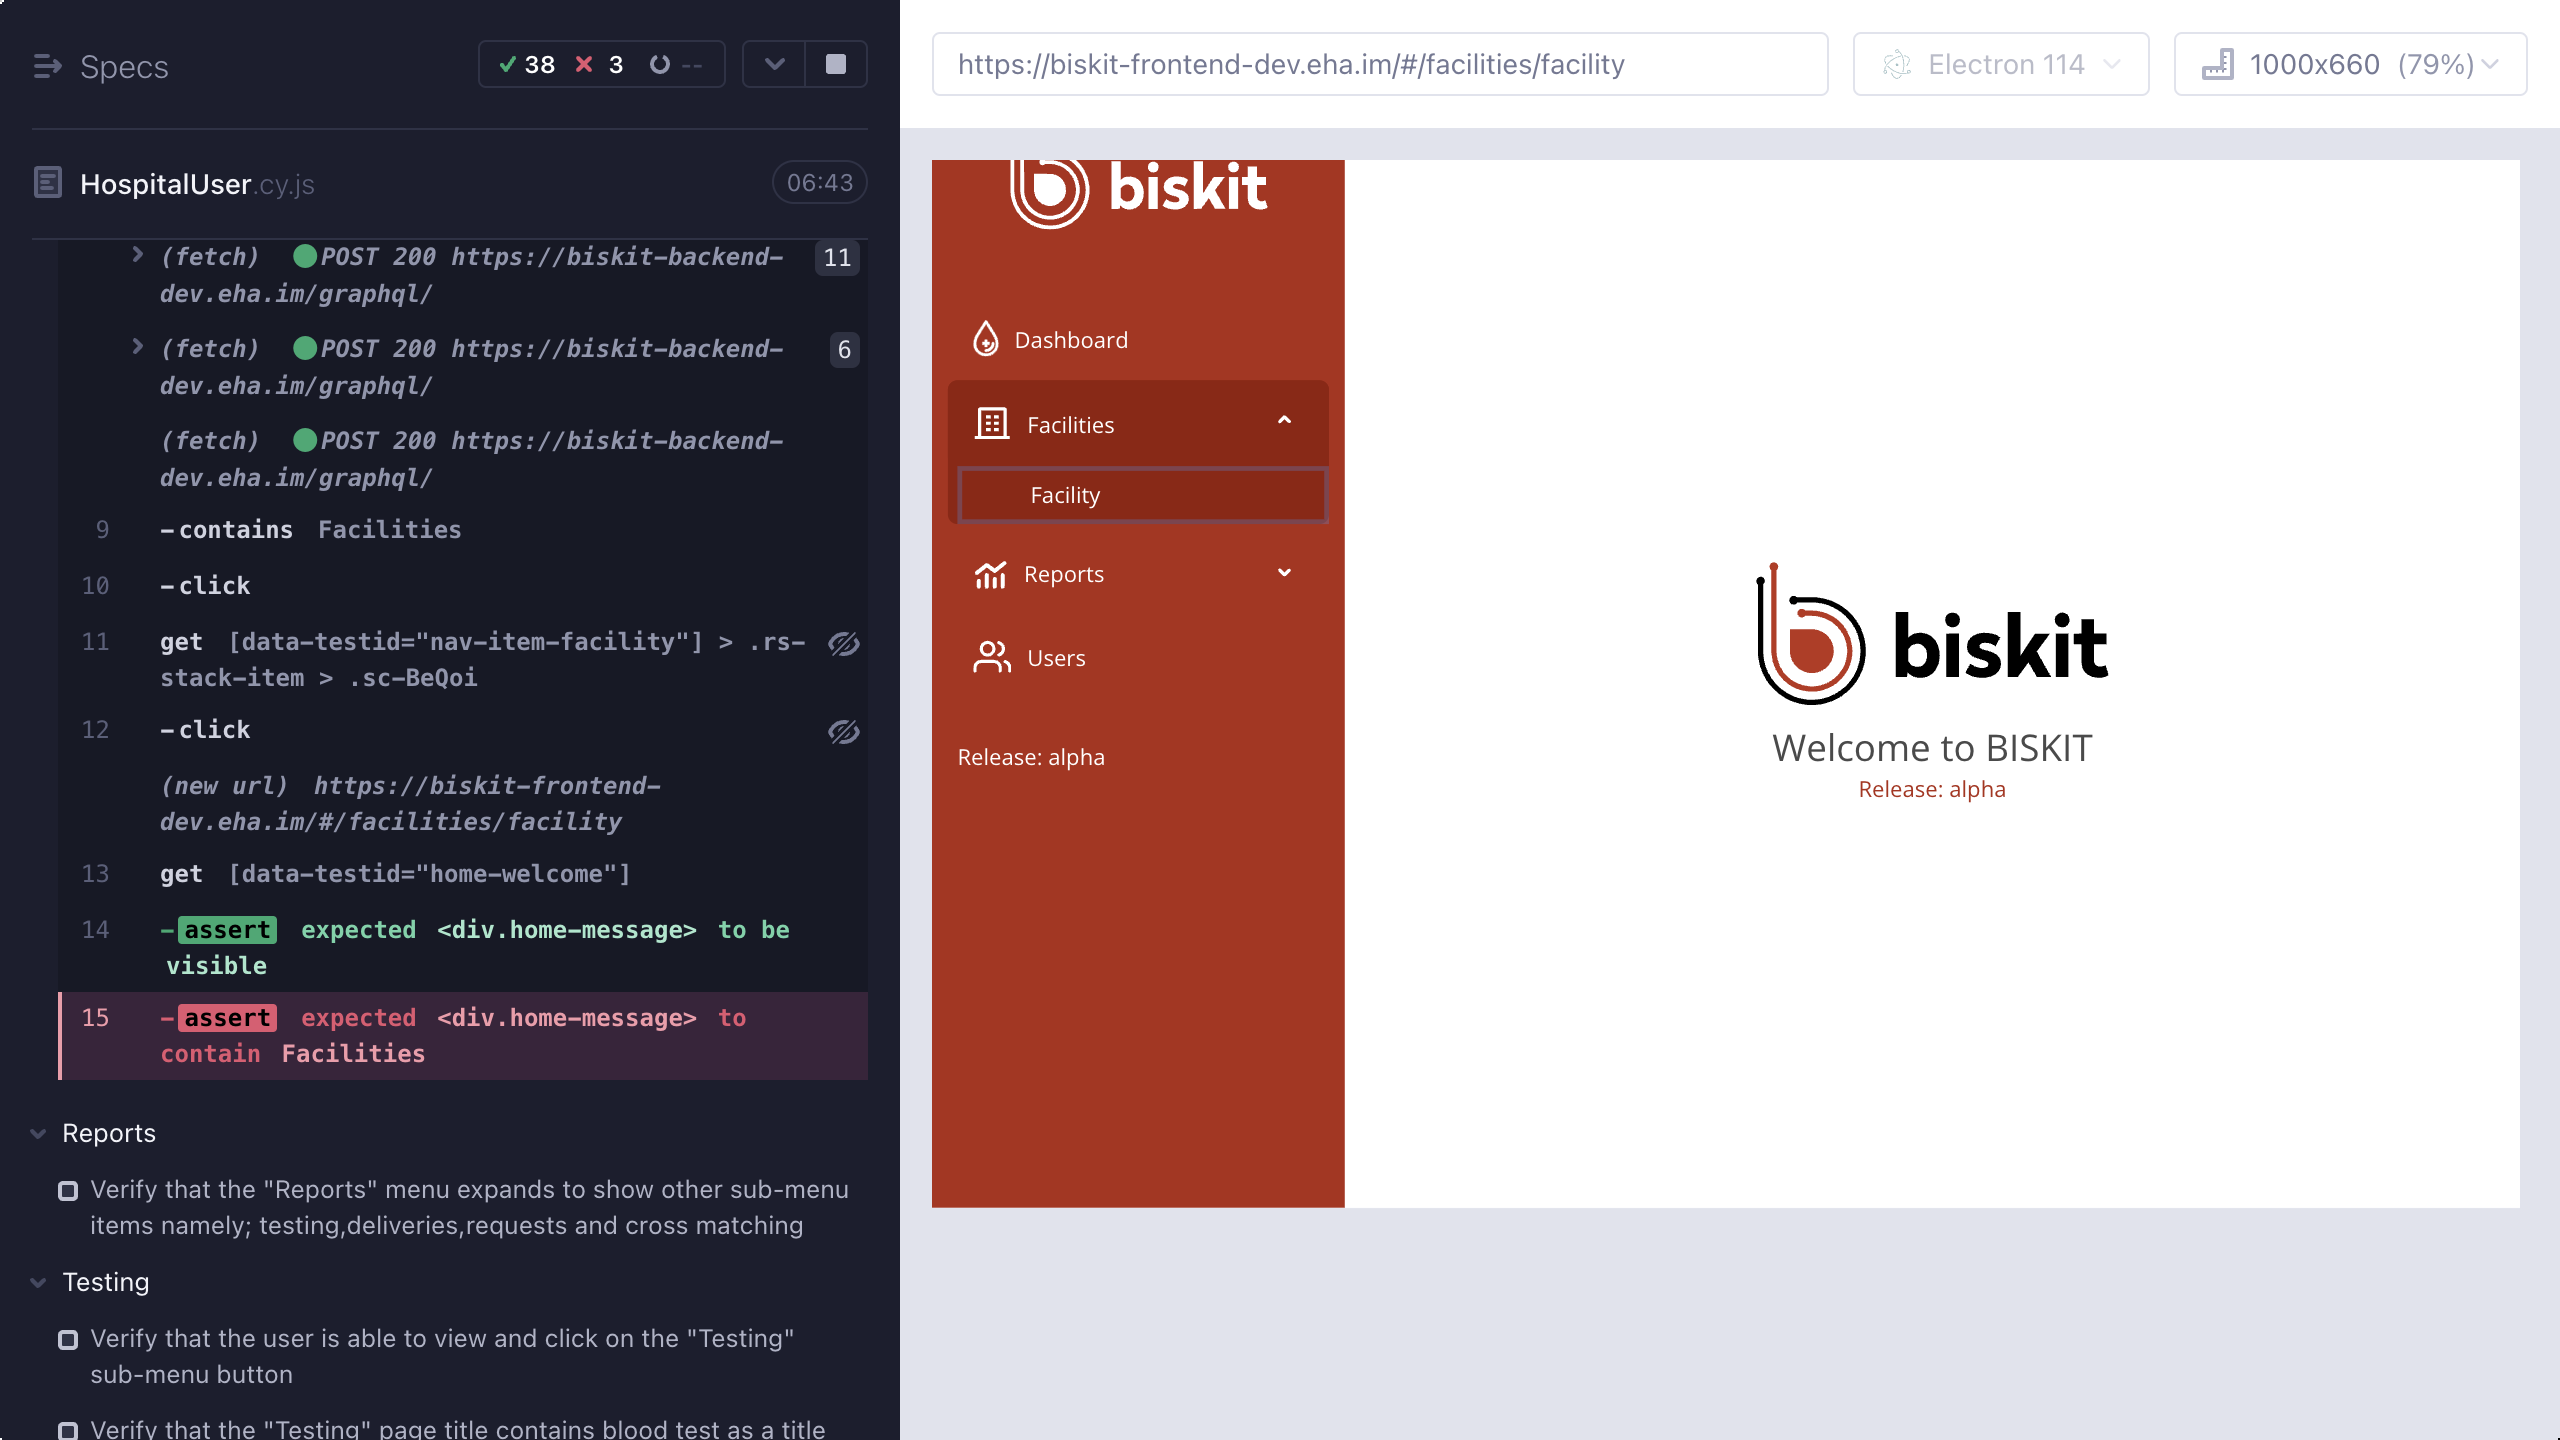 Specs
38 3 --
https://biskit-frontend-dev.eha.im/#/facilities/facility
Electron 114
1000x660 (79%)
HospitalUser.cy.js
06:43
(fetch) POST 200 https://biskit-backend-
dev.eha.im/graphql/
11
(fetch) POST 200 https://biskit-backend-
dev.eha.im/graphql/
6
(fetch) POST 200 https://biskit-backend-
dev.eha.im/graphql/
9 -contains Facilities
10 -click
11 get [data-testid="nav-item-facility"] > .rs-
stack-item > .sc-BeQoi
12 -click
(new url) https://biskit-frontend-
dev.eha.im/#/facilities/facility
13 get [data-testid="home-welcome"]
14 -assert expected <div.home-message> to be
visible
15 -assert expected <div.home-message> to
contain Facilities
Reports
Verify that the "Reports" menu expands to show other sub-menu
items namely; testing,deliveries,requests and cross matching
Testing
Verify that the user is able to view and click on the "Testing"
sub-menu button
Verify that the "Testing" page title contains blood test as a title
biskit
Dashboard
Facilities
Facility
Reports
Users
Release: alpha
biskit
Welcome to BISKIT
Release: alpha